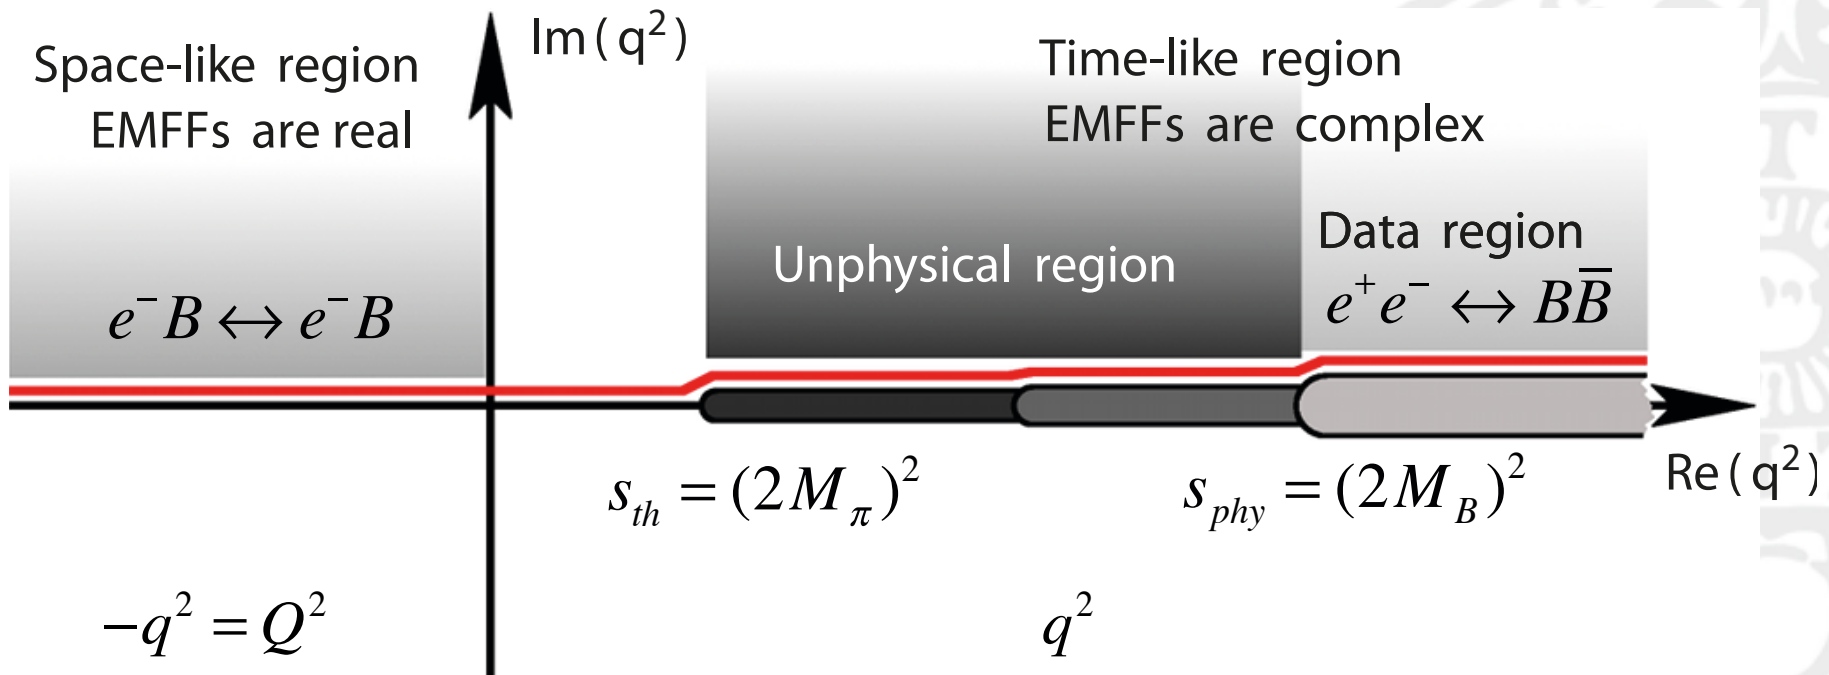 Space-like region
EMFFs are real
e⁻B ↔ e⁻B
Im(q²)
Time-like region
EMFFs are complex
Unphysical region
Data region
e⁺e⁻ ↔ BB̅
s_th = (2M_π)²
s_phy = (2M_B)²
Re(q²)
−q² = Q²
q²